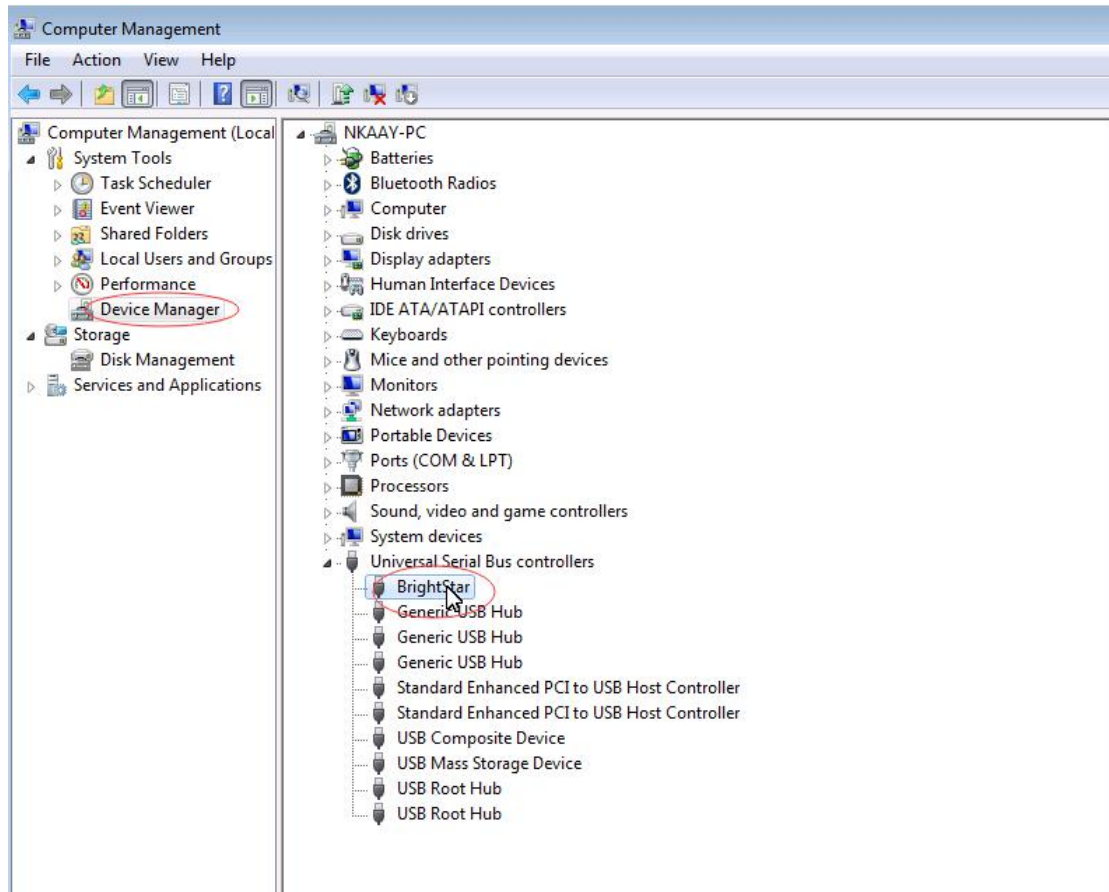 Computer Management
File Action View Help
Computer Management (Local
System Tools
Task Scheduler
Event Viewer
Shared Folders
Local Users and Groups
Performance
Device Manager
Storage
Disk Management
Services and Applications
NKAAY-PC
Batteries
Bluetooth Radios
Computer
Disk drives
Display adapters
Human Interface Devices
IDE ATA/ATAPI controllers
Keyboards
Mice and other pointing devices
Monitors
Network adapters
Portable Devices
Ports (COM & LPT)
Processors
Sound, video and game controllers
System devices
Universal Serial Bus controllers
BrightStar
Generic USB Hub
Generic USB Hub
Generic USB Hub
Standard Enhanced PCI to USB Host Controller
Standard Enhanced PCI to USB Host Controller
USB Composite Device
USB Mass Storage Device
USB Root Hub
USB Root Hub